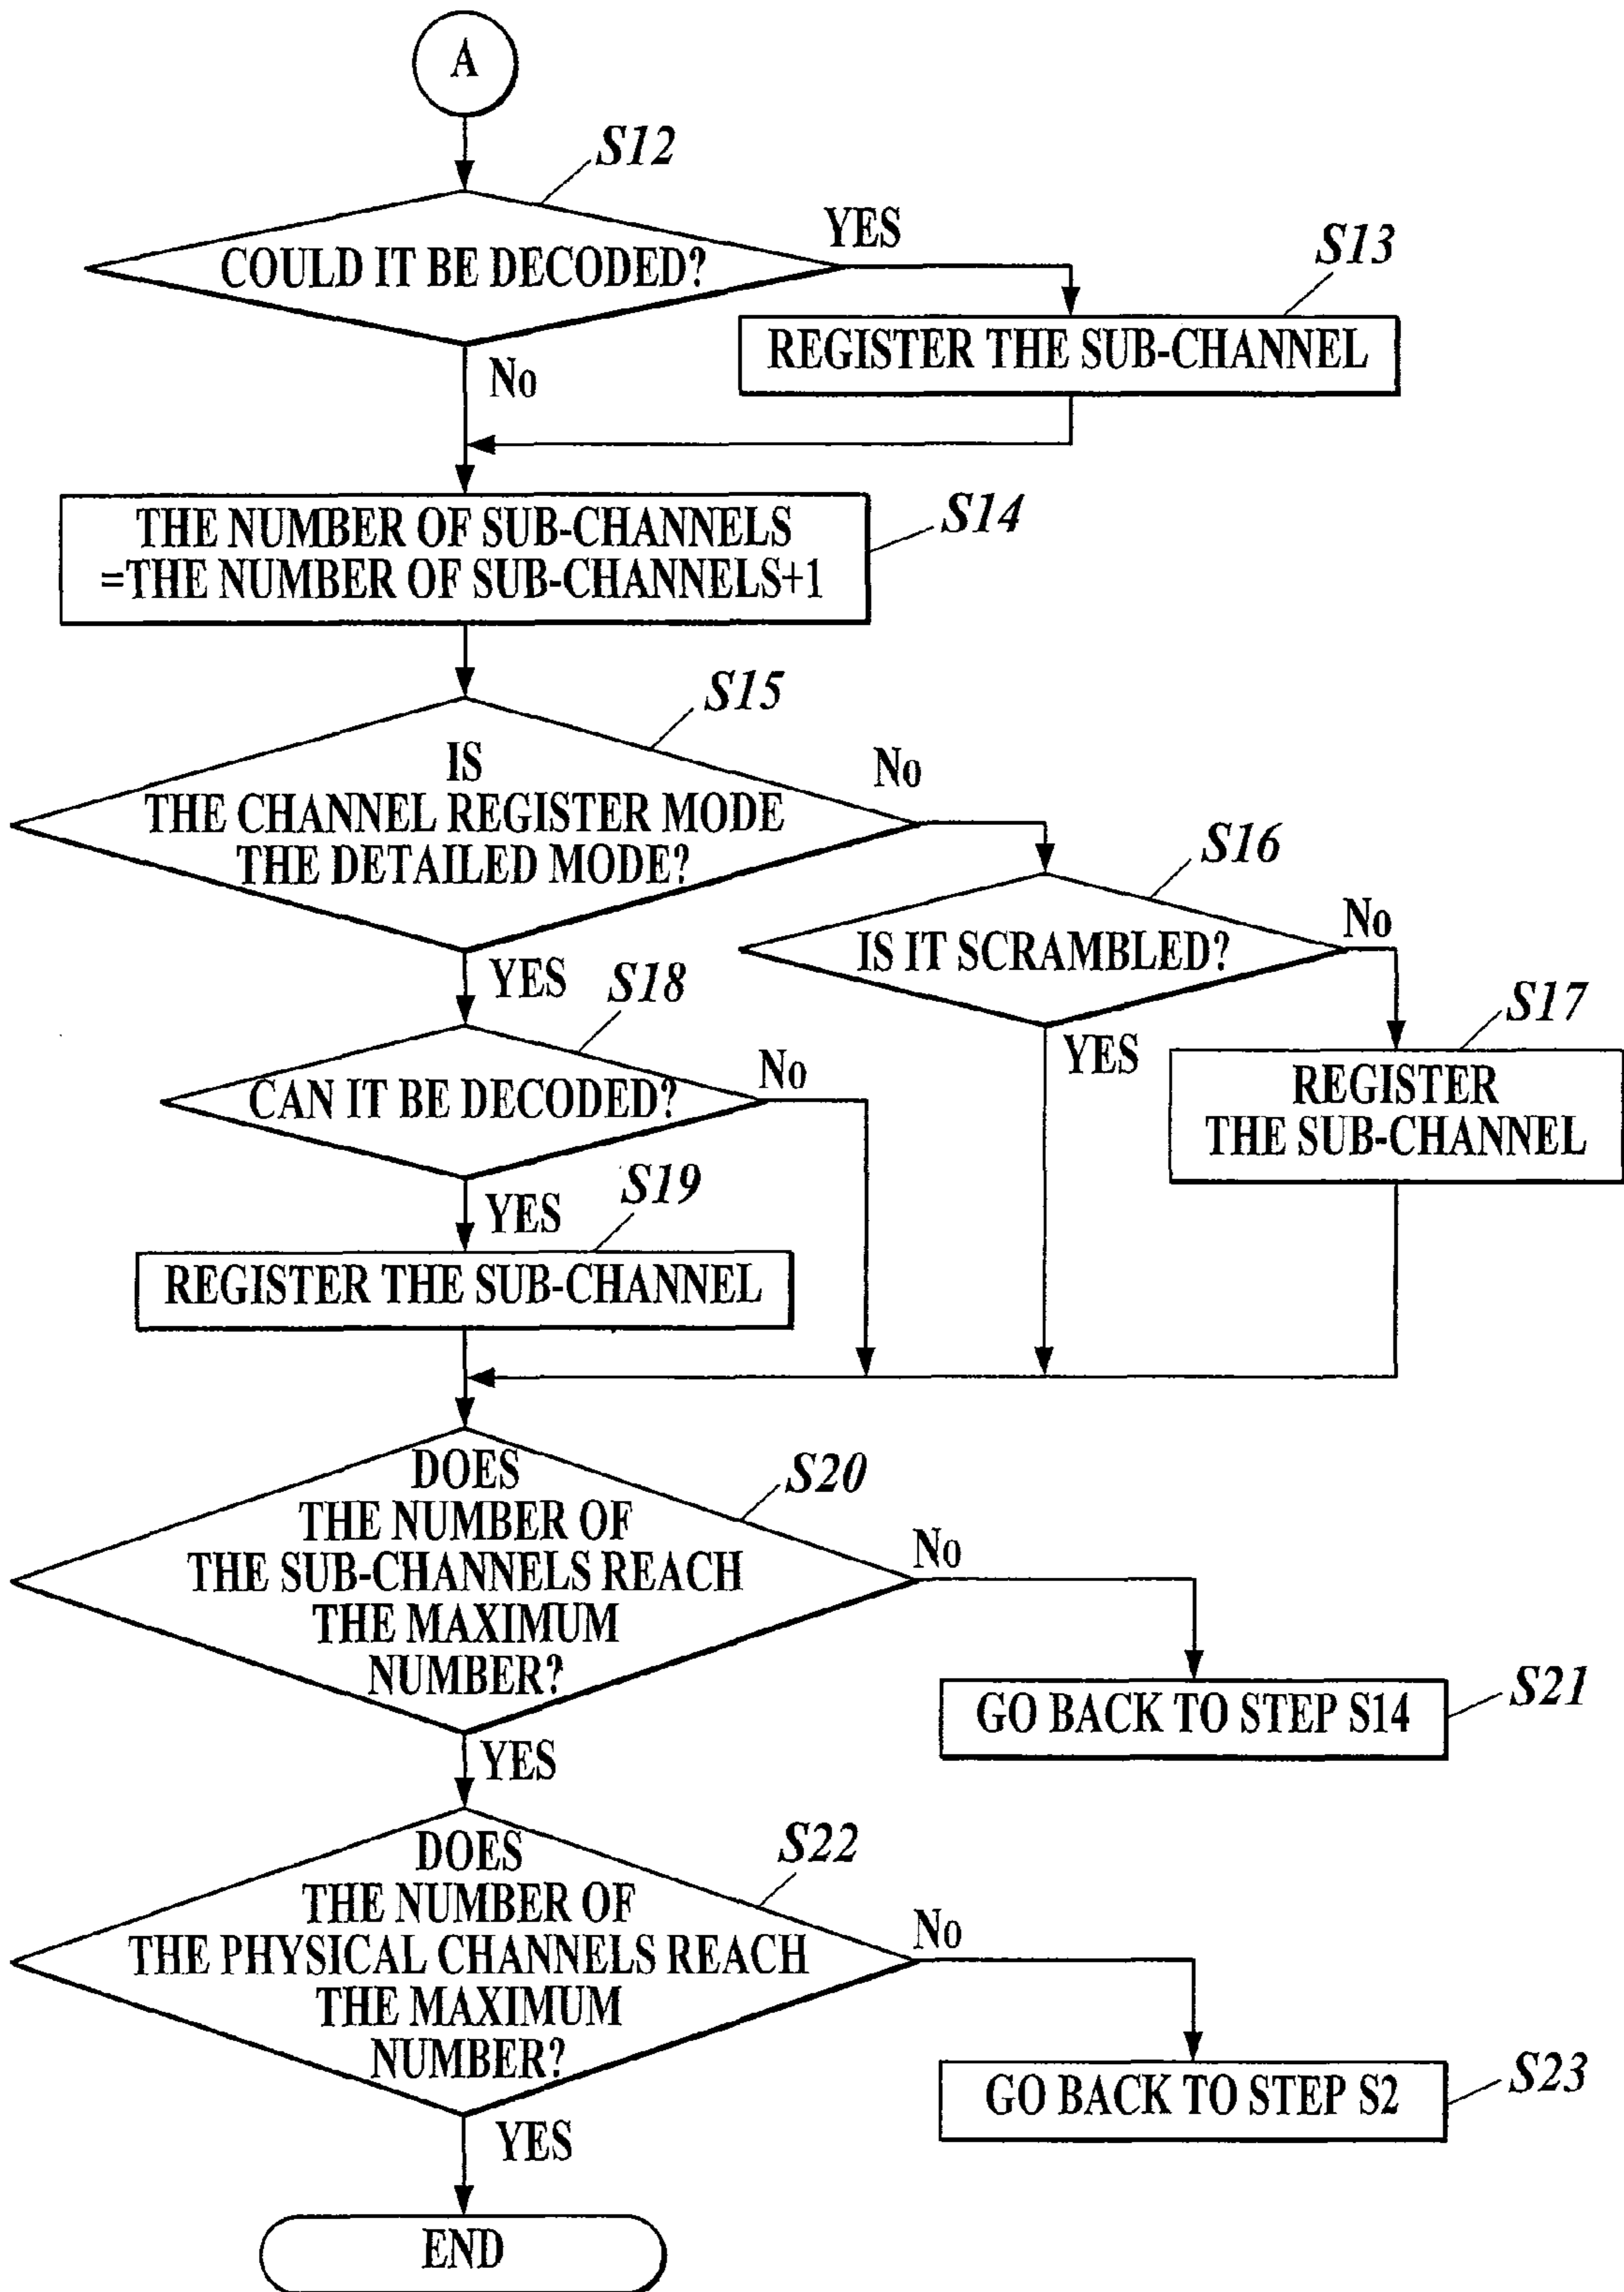 A
S12
COULD IT BE DECODED?
YES
No
S13
REGISTER THE SUB-CHANNEL
S14
THE NUMBER OF SUB-CHANNELS
=THE NUMBER OF SUB-CHANNELS+1
S15
IS
THE CHANNEL REGISTER MODE
THE DETAILED MODE?
No
YES
S16
IS IT SCRAMBLED?
No
YES
S17
REGISTER
THE SUB-CHANNEL
S18
CAN IT BE DECODED?
No
YES
S19
REGISTER THE SUB-CHANNEL
S20
DOES
THE NUMBER OF
THE SUB-CHANNELS REACH
THE MAXIMUM
NUMBER?
No
YES
S21
GO BACK TO STEP S14
S22
DOES
THE NUMBER OF
THE PHYSICAL CHANNELS REACH
THE MAXIMUM
NUMBER?
No
YES
S23
GO BACK TO STEP S2
END